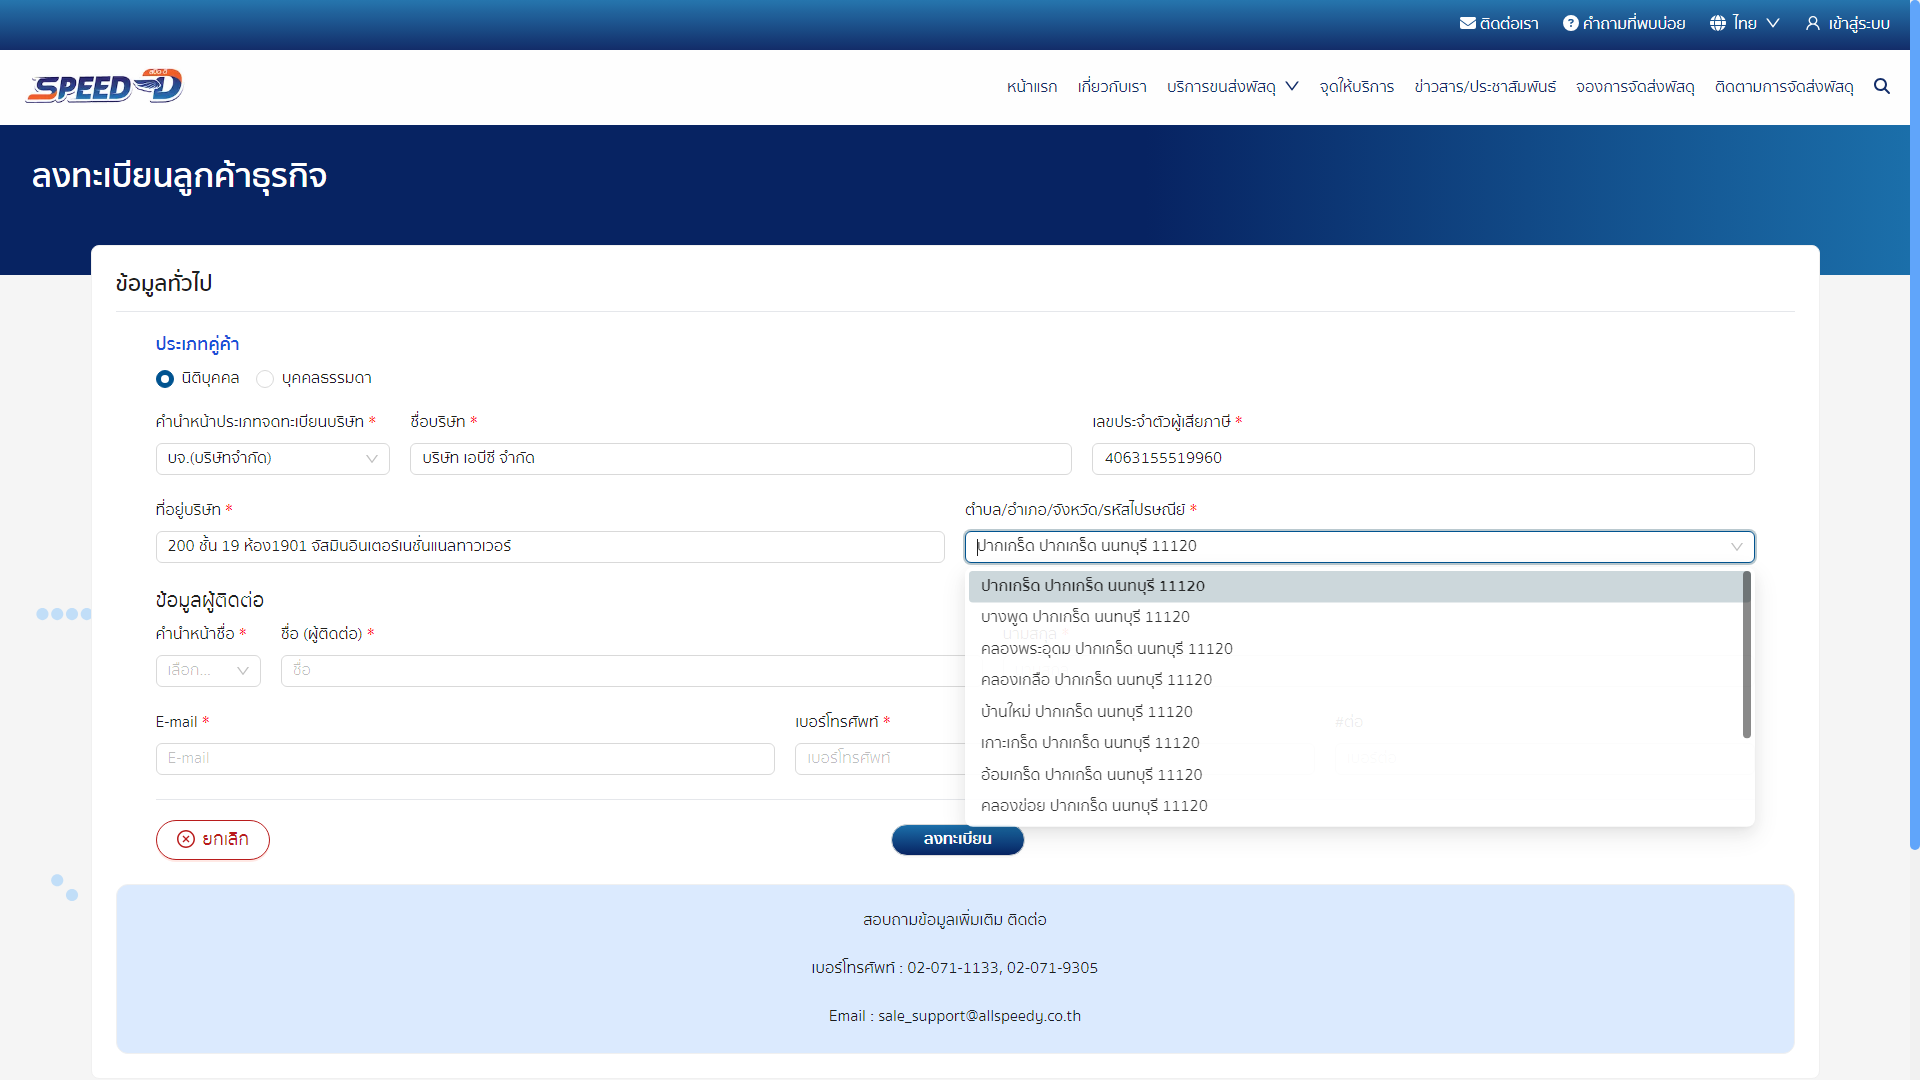 ติดต่อเรา คำถามที่พบบ่อย ไทย เข้าสู่ระบบ
สปีด-ดี
SPEED-D
หน้าแรก เกี่ยวกับเรา บริการขนส่งพัสดุ จุดให้บริการ ข่าวสาร/ประชาสัมพันธ์ จองการจัดส่งพัสดุ ติดตามการจัดส่งพัสดุ
ลงทะเบียนลูกค้าธุรกิจ
ข้อมูลทั่วไป
ประเภทคู่ค้า
นิติบุคคล บุคคลธรรมดา
คำนำหน้าประเภทจดทะเบียนบริษัท * ชื่อบริษัท * เลขประจำตัวผู้เสียภาษี *
บจ.(บริษัทจำกัด) บริษัท เอบีซี จำกัด 4063155519960
ที่อยู่บริษัท * ตำบล/อำเภอ/จังหวัด/รหัสไปรษณีย์ *
200 ชั้น 19 ห้อง1901 จัสมินอินเตอร์เนชั่นแนลทาวเวอร์ ปากเกร็ด ปากเกร็ด นนทบุรี 11120
ปากเกร็ด ปากเกร็ด นนทบุรี 11120
บางพูด ปากเกร็ด นนทบุรี 11120
คลองพระอุดม ปากเกร็ด นนทบุรี 11120
คลองเกลือ ปากเกร็ด นนทบุรี 11120
บ้านใหม่ ปากเกร็ด นนทบุรี 11120
เกาะเกร็ด ปากเกร็ด นนทบุรี 11120
อ้อมเกร็ด ปากเกร็ด นนทบุรี 11120
คลองข่อย ปากเกร็ด นนทบุรี 11120
ข้อมูลผู้ติดต่อ
คำนำหน้าชื่อ * ชื่อ (ผู้ติดต่อ) * นามสกุล *
เลือก... ชื่อ
E-mail * เบอร์โทรศัพท์ * #ต่อ
E-mail เบอร์โทรศัพท์
ยกเลิก ลงทะเบียน
สอบถามข้อมูลเพิ่มเติม ติดต่อ
เบอร์โทรศัพท์ : 02-071-1133, 02-071-9305
Email : sale_support@allspeedy.co.th